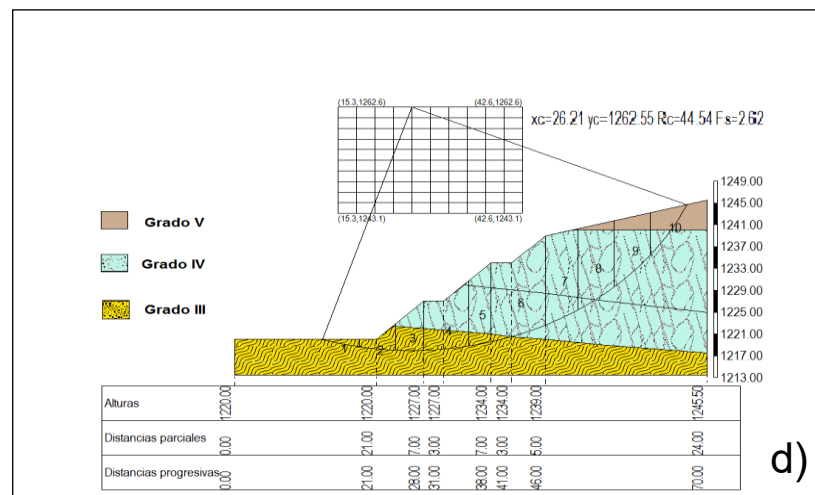 (15.3,1262.6) (42.6,1262.6)
xc=26.21 yc=1262.55 Rc=44.54 Fs=2.62
(15.3,1243.1) (42.6,1243.1)
1249.00
1245.00
1241.00
1237.00
1233.00
1229.00
1225.00
1221.00
1217.00
1213.00
Grado V
Grado IV
Grado III
1 2 3 4 5 6 7 8 9 10
Alturas 1220.00 1220.00 1227.00 1227.00 1234.00 1234.00 1239.00 1245.50
Distancias parciales 0.00 21.00 7.00 3.00 7.00 3.00 5.00 24.00
Distancias progresivas 0.00 21.00 28.00 31.00 38.00 41.00 46.00 70.00
d)